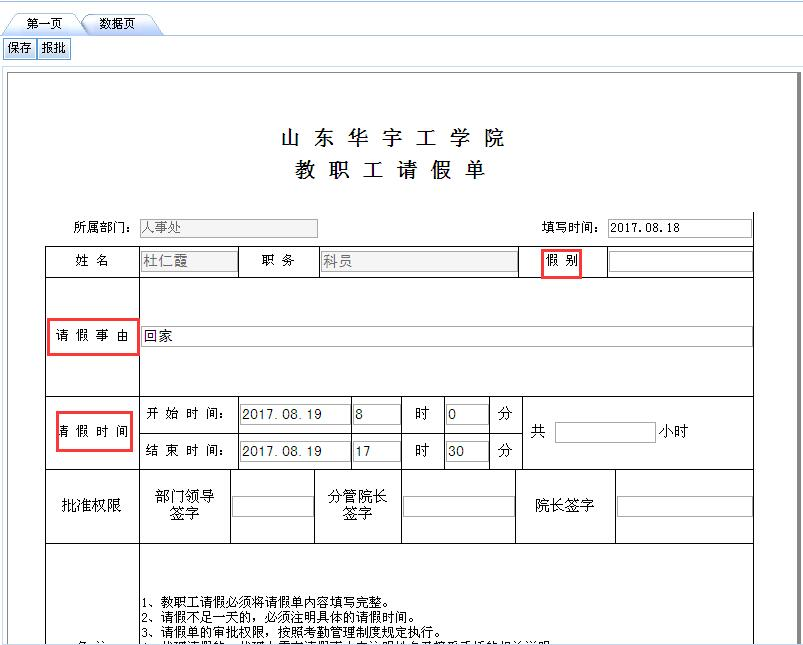 第一页 数据页
保存 报批
山东华宇工学院
教职工请假单
所属部门： 人事处 填写时间： 2017.08.18
姓名 杜仁霞 职务 科员 假别
请假事由 回家
请假时间 开始时间： 2017.08.19 8 时 0 分 共 小时
结束时间： 2017.08.19 17 时 30 分
批准权限 部门领导签字 分管院长签字 院长签字
1、教职工请假必须将请假单内容填写完整。
2、请假不足一天的，必须注明具体的请假时间。
3、请假单的审批权限，按照考勤管理制度规定执行。